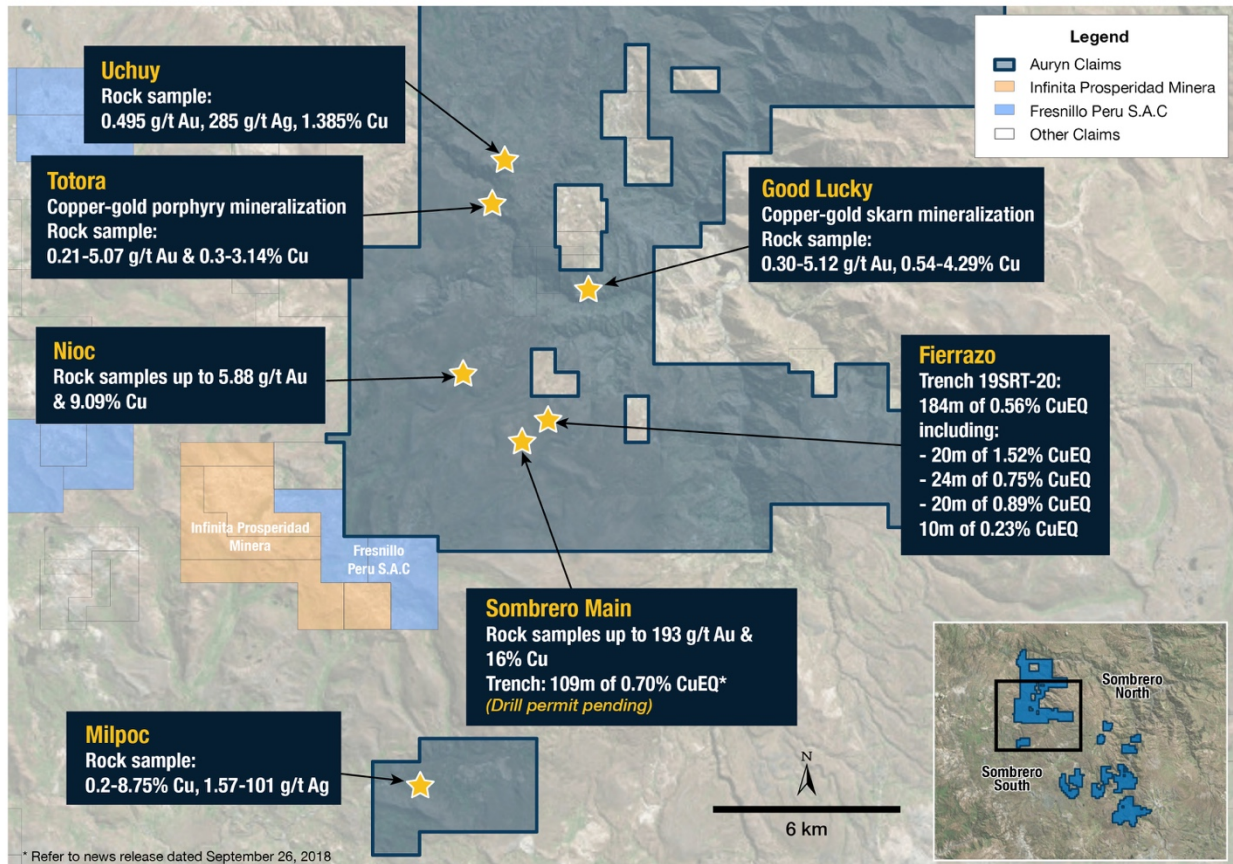 Legend
Auryn Claims
Infinita Prosperidad Minera
Fresnillo Peru S.A.C
Other Claims
Uchuy
Rock sample:
0.495 g/t Au, 285 g/t Ag, 1.385% Cu
Totora
Copper-gold porphyry mineralization
Rock sample:
0.21-5.07 g/t Au & 0.3-3.14% Cu
Good Lucky
Copper-gold skarn mineralization
Rock sample:
0.30-5.12 g/t Au, 0.54-4.29% Cu
Nioc
Rock samples up to 5.88 g/t Au
& 9.09% Cu
Fierrazo
Trench 19SRT-20:
184m of 0.56% CuEQ
including:
- 20m of 1.52% CuEQ
- 24m of 0.75% CuEQ
- 20m of 0.89% CuEQ
10m of 0.23% CuEQ
Infinita Prosperidad
Minera
Fresnillo
Peru S.A.C
Sombrero Main
Rock samples up to 193 g/t Au &
16% Cu
Trench: 109m of 0.70% CuEQ*
(Drill permit pending)
Milpoc
Rock sample:
0.2-8.75% Cu, 1.57-101 g/t Ag
N
6 km
Sombrero
North
Sombrero
South
* Refer to news release dated September 26, 2018